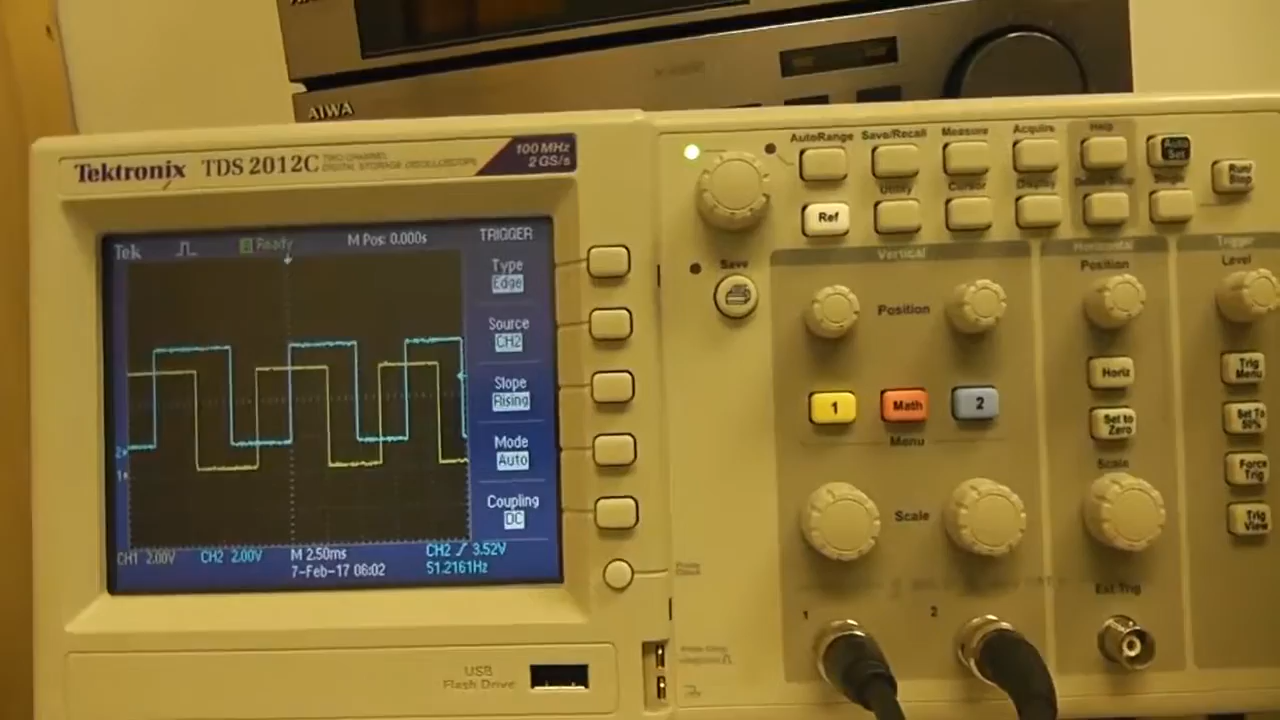 AIWA
Tektronix TDS 2012C TWO CHANNEL DIGITAL STORAGE OSCILLOSCOPE 100 MHz 2 GS/s
Tek Ready M Pos: 0.000s TRIGGER
Type
Edge
Source
CH2
Slope
Rising
Mode
Auto
Coupling
DC
2
1
CH1 2.00V CH2 2.00V M 2.50ms CH2 3.52V
7-Feb-17 06:02 51.2161Hz
USB
Flash Drive
AutoRange Save/Recall Measure Acquire Help Auto Set Run/Stop
Ref Utility Cursor Display
Save
Vertical Horizontal Trigger
Position Position Level
1 Math 2
Menu
Horiz
Set to Zero
Trig Menu
Set To 50%
Force Trig
Trig View
Scale Scale
1 2 Ext Trig